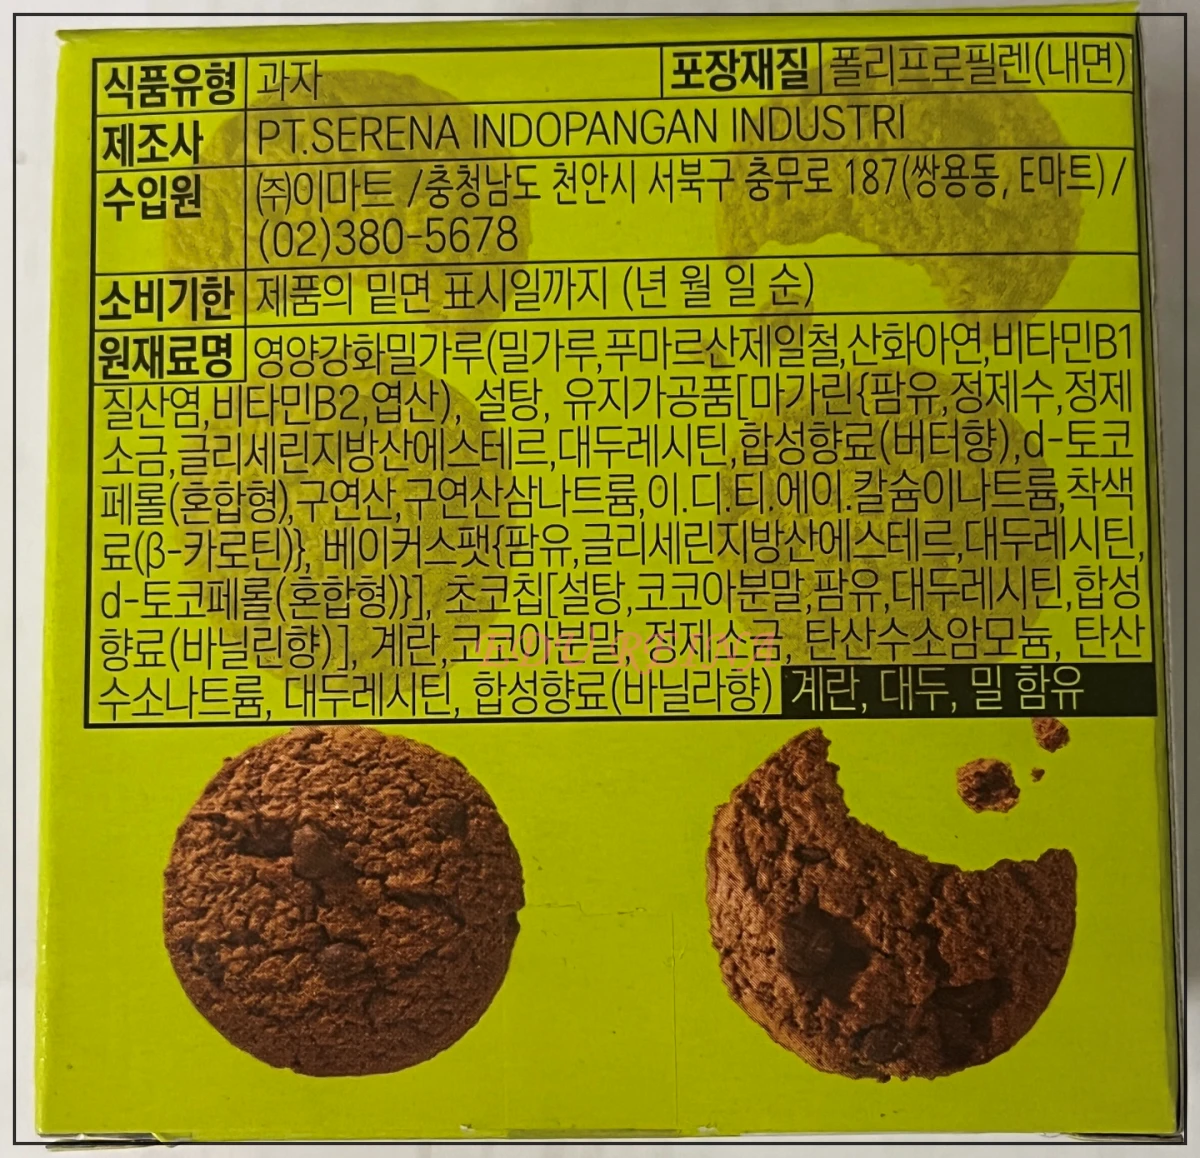 식품유형 과자 포장재질 폴리프로필렌(내면)
제조사 PT.SERENA INDOPANGAN INDUSTRI
수입원 ㈜이마트 /충청남도 천안시 서북구 충무로 187(쌍용동, E마트)/
(02)380-5678
소비기한 제품의 밑면 표시일까지 (년 월 일 순)
원재료명 영양강화밀가루(밀가루,푸마르산제일철,산화아연,비타민B1
질산염,비타민B2,엽산), 설탕, 유지가공품[마가린{팜유,정제수,정제
소금,글리세린지방산에스테르,대두레시틴,합성향료(버터향),d-토코
페롤(혼합형),구연산,구연산삼나트륨,이.디.티.에이.칼슘이나트륨,착색
료(β-카로틴)}, 베이커스팻{팜유,글리세린지방산에스테르,대두레시틴,
d-토코페롤(혼합형)}], 초코칩[설탕,코코아분말,팜유,대두레시틴,합성
향료(바닐린향)], 계란,코코아분말, 정제소금, 탄산수소암모늄, 탄산
수소나트륨, 대두레시틴, 합성향료(바닐라향) 계란, 대두, 밀 함유